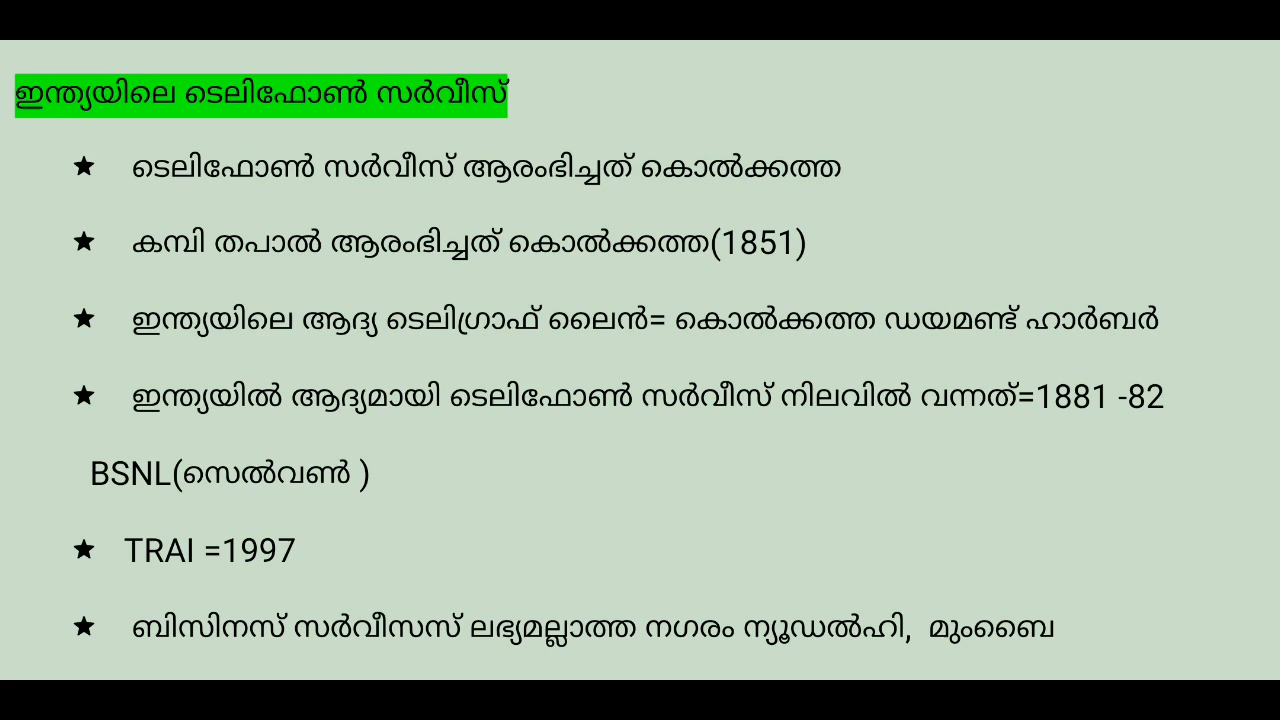 ഇന്ത്യയിലെ ടെലിഫോൺ സർവീസ്
★ ടെലിഫോൺ സർവീസ് ആരംഭിച്ചത് കൊൽക്കത്ത
★ കമ്പി തപാൽ ആരംഭിച്ചത് കൊൽക്കത്ത(1851)
★ ഇന്ത്യയിലെ ആദ്യ ടെലിഗ്രാഫ് ലൈൻ= കൊൽക്കത്ത ഡയമണ്ട് ഹാർബർ
★ ഇന്ത്യയിൽ ആദ്യമായി ടെലിഫോൺ സർവീസ് നിലവിൽ വന്നത്=1881 -82
BSNL(സെൽവൺ )
★ TRAI =1997
★ ബിസിനസ് സർവീസസ് ലഭ്യമല്ലാത്ത നഗരം ന്യൂഡൽഹി, മുംബൈ